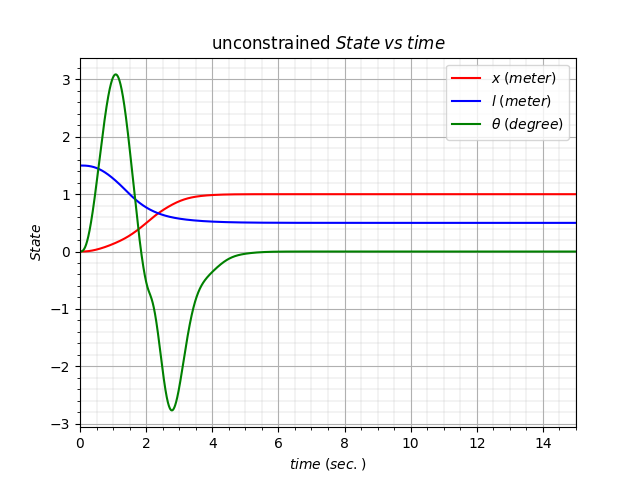 unconstrained State vs time
x (meter)
l (meter)
θ (degree)
3
2
1
0
−1
−2
−3
State
0 2 4 6 8 10 12 14
time (sec. )